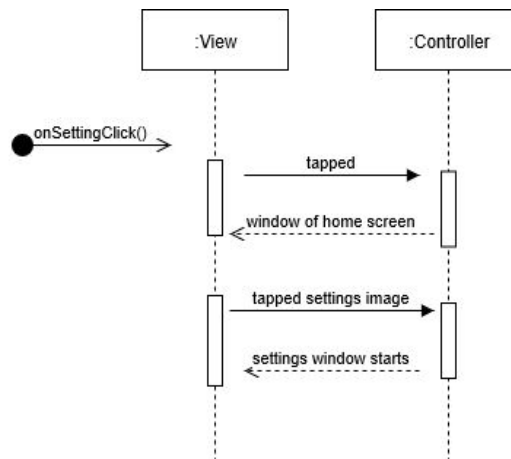 :View
:Controller
onSettingClick()
tapped
window of home screen
tapped settings image
settings window starts